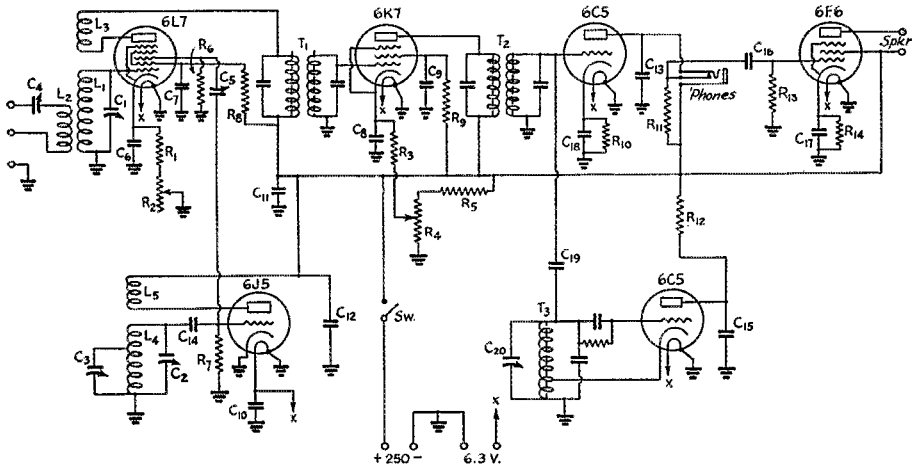 6L7
6K7
6C5
6F6
L3
R6
T1
T2
C16
Spkr
C4
L2
L1
C1
C7
C5
R8
C9
R9
C13
Phones
R11
R13
X
X
X
X
C6
R1
C8
R3
C18
R10
C17
R14
R2
C11
R5
R4
R12
C19
6J5
6C5
L5
Sw.
C12
T3
C15
L4
C14
R7
C3
C2
C20
C10
X
X
X
+ 250 -
6.3 V.